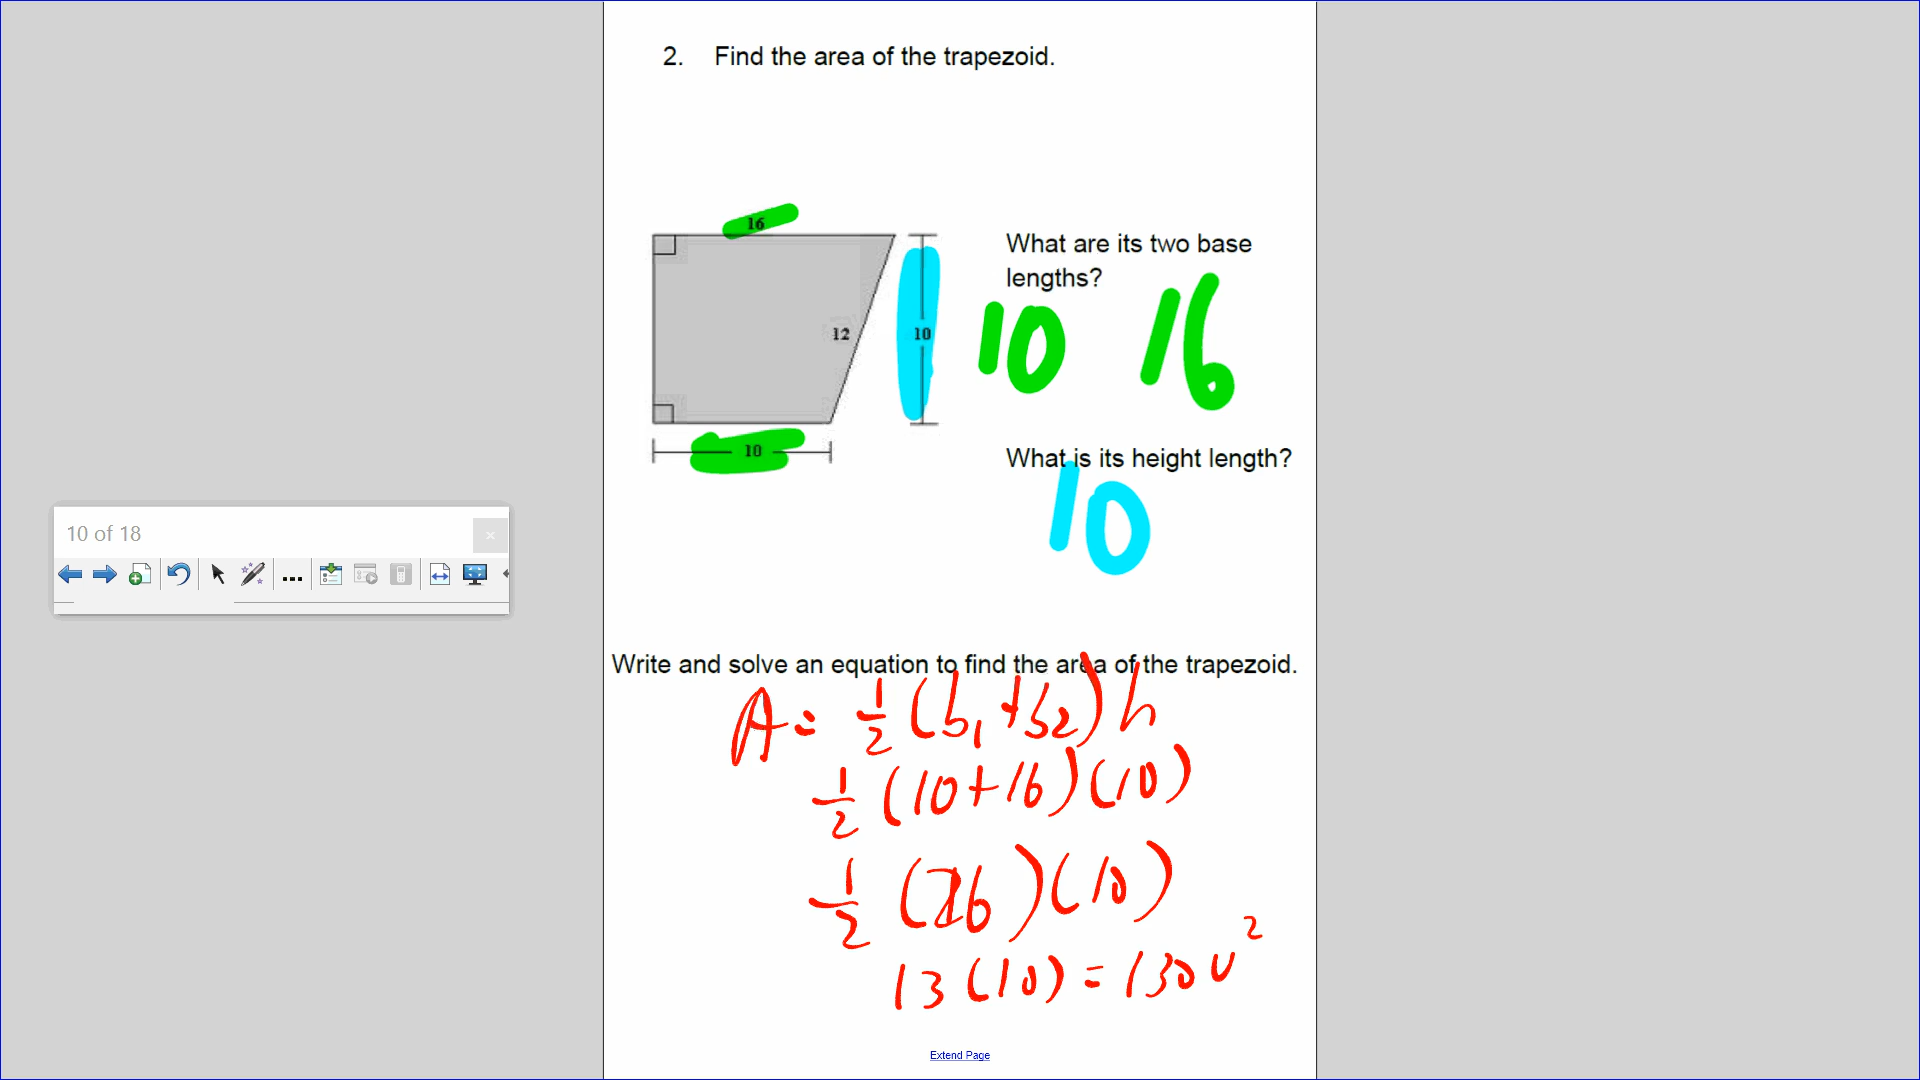 2. Find the area of the trapezoid.
16
12
10
10
What are its two base
lengths?
10 16
What is its height length?
10
10 of 18
Write and solve an equation to find the area of the trapezoid.
A = 1/2 (b1 + b2) h
1/2 (10+16) (10)
1/2 (26) (10)
13 (10) = 130 u²
Extend Page